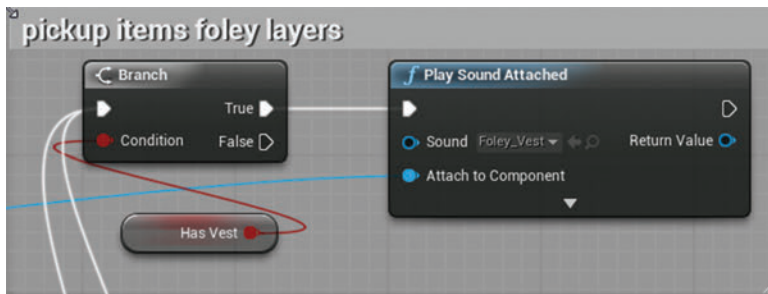 pickup items foley layers
Branch
True
Condition
False
Has Vest
f Play Sound Attached
Sound Foley_Vest
Return Value
Attach to Component